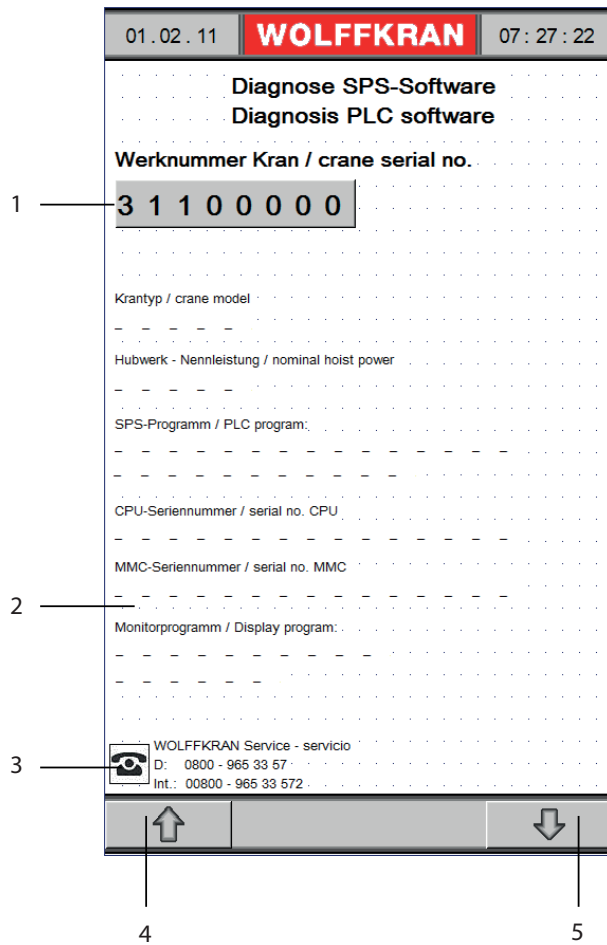 01.02.11 WOLFFKRAN 07:27:22
Diagnose SPS-Software
Diagnosis PLC software
Werknummer Kran / crane serial no.
1
31100000
Krantyp / crane model
_ _ _ _ _
Hubwerk - Nennleistung / nominal hoist power
_ _ _ _ _
SPS-Programm / PLC program:
_ _ _ _ _ _ _ _ _ _ _ _ _ _ _
_ _ _ _ _ _ _ _ _ _ _
CPU-Seriennummer / serial no. CPU
_ _ _ _ _ _ _ _ _ _ _ _ _ _ _
MMC-Seriennummer / serial no. MMC
_ _ _ _ _ _ _ _ _ _ _ _ _ _ _
2
Monitorprogramm / Display program:
_ _ _ _ _ _ _ _ _ _
_ _ _ _ _ _
WOLFFKRAN Service - servicio
3
D: 0800 - 965 33 57
Int.: 00800 - 965 33 572
4 5